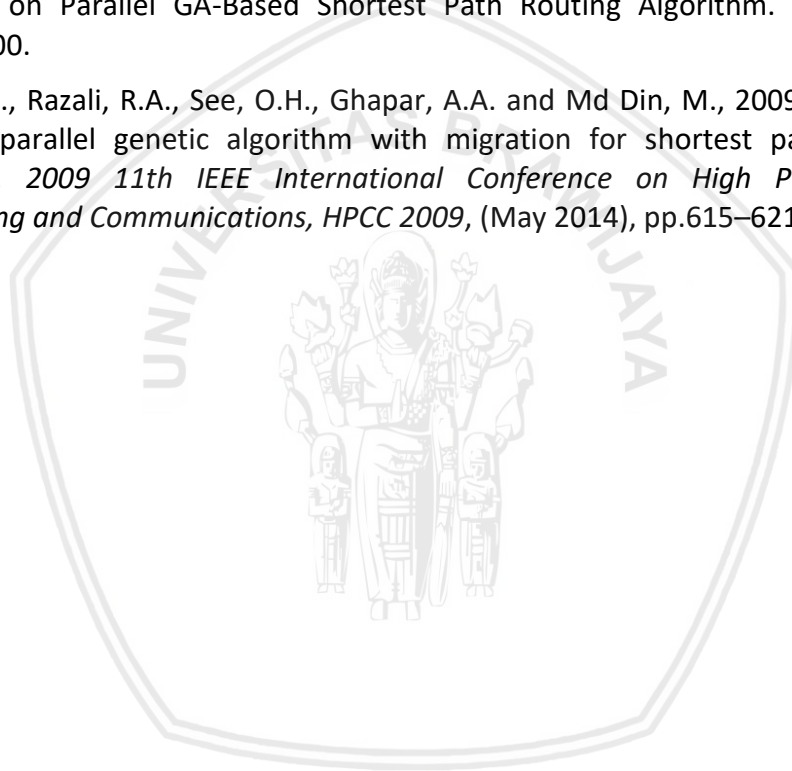 on Parallel GA-Based Shortest Path Routing Algorithm.
00.
., Razali, R.A., See, O.H., Ghapar, A.A. and Md Din, M., 2009
parallel genetic algorithm with migration for shortest pa
2009 11th IEEE International Conference on High P
ng and Communications, HPCC 2009, (May 2014), pp.615–621
UNIVERSITAS BRAWIJAYA